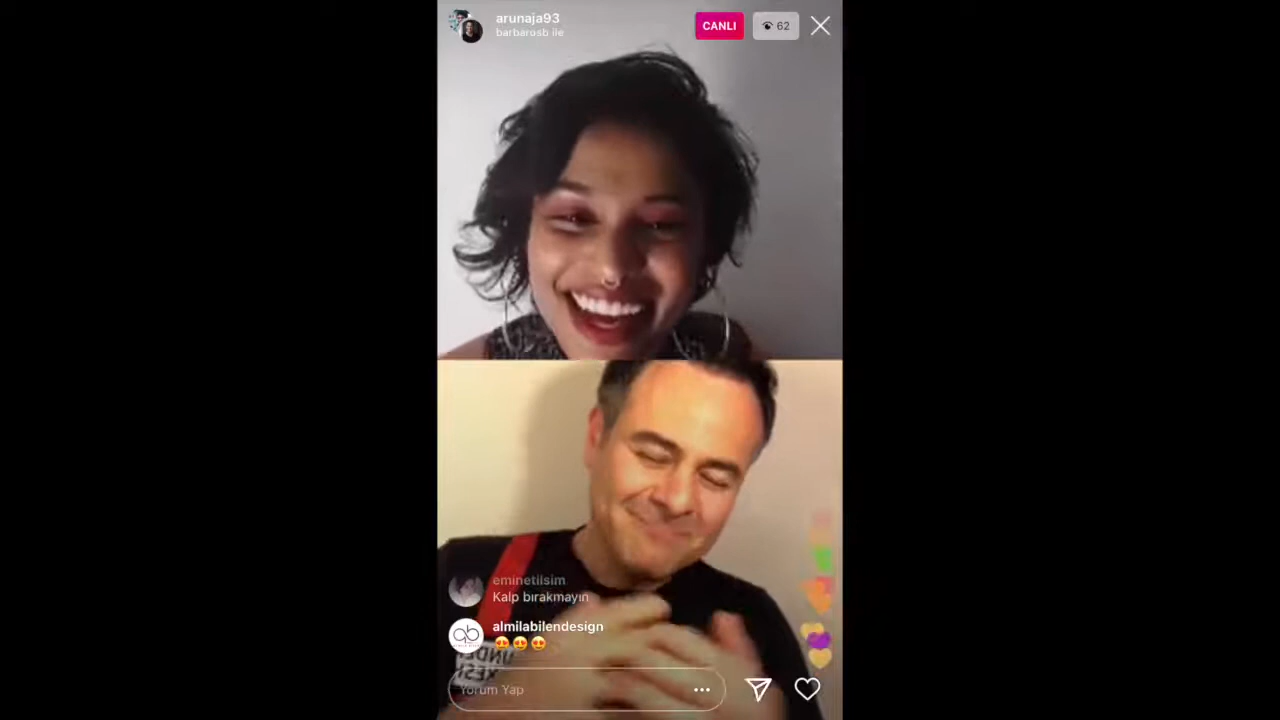 arunaja93
barbarosb ile
CANLI
62
eminetilsim
Kalp bırakmayın
almilabilendesign
😍😍😍
Yorum Yap